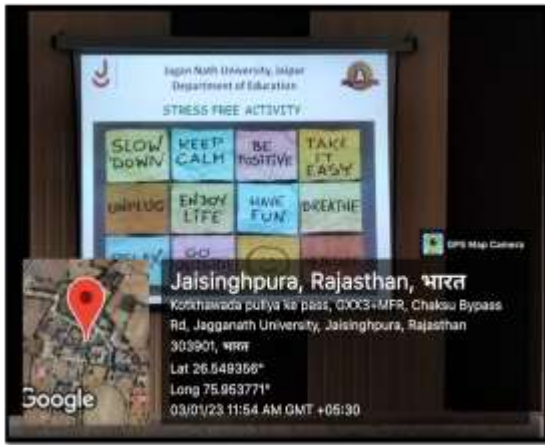 Jagan Nath University, Jaipur
Department of Education
STRESS FREE ACTIVITY
SLOW DOWN KEEP CALM BE POSITIVE TAKE IT EASY
UNPLUG ENJOY LIFE HAVE FUN BREATHE
GO
GPS Map Camera
Jaisinghpura, Rajasthan, भारत
Kotkhawada puliya ke pass, GXX3+MFR, Chaksu Bypass
Rd, Jagganath University, Jaisinghpura, Rajasthan
303901, भारत
Lat 26.549356°
Long 75.953771°
03/01/23 11:54 AM GMT +05:30
Google